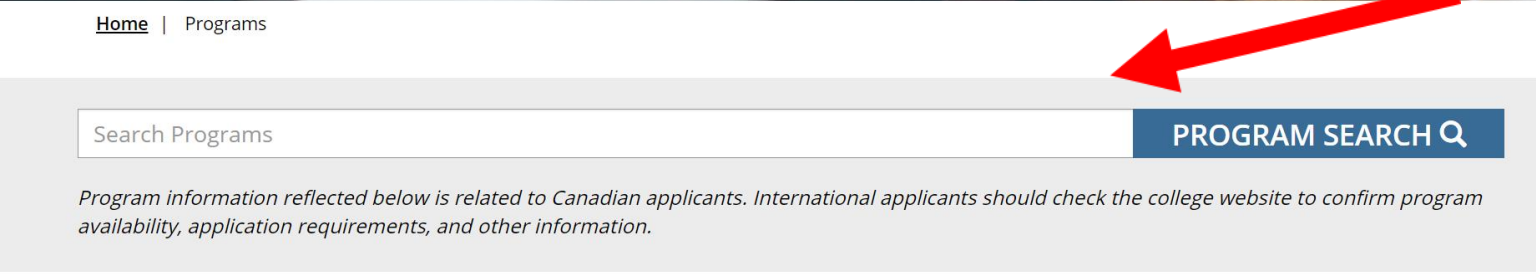 Home | Programs
Search Programs
PROGRAM SEARCH
Program information reflected below is related to Canadian applicants. International applicants should check the college website to confirm program
availability, application requirements, and other information.